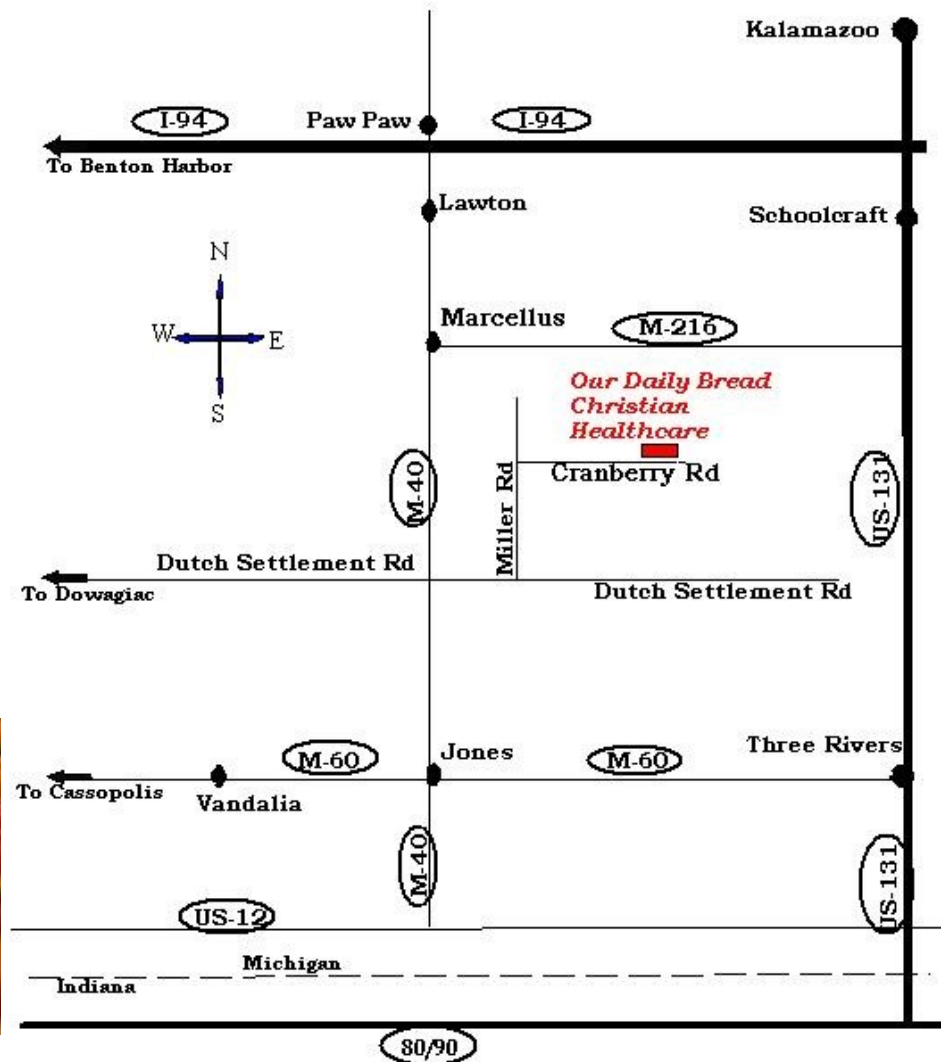 Kalamazoo
I-94
Paw Paw
I-94
To Benton Harbor
Lawton
Schoolcraft
N
W
E
S
Marcellus
M-216
Our Daily Bread
Christian
Healthcare
Cranberry Rd
M-40
Miller Rd
US-131
Dutch Settlement Rd
To Dowagiac
Dutch Settlement Rd
M-60
Jones
M-60
Three Rivers
To Cassopolis
Vandalia
M-40
US-131
US-12
Michigan
Indiana
80/90